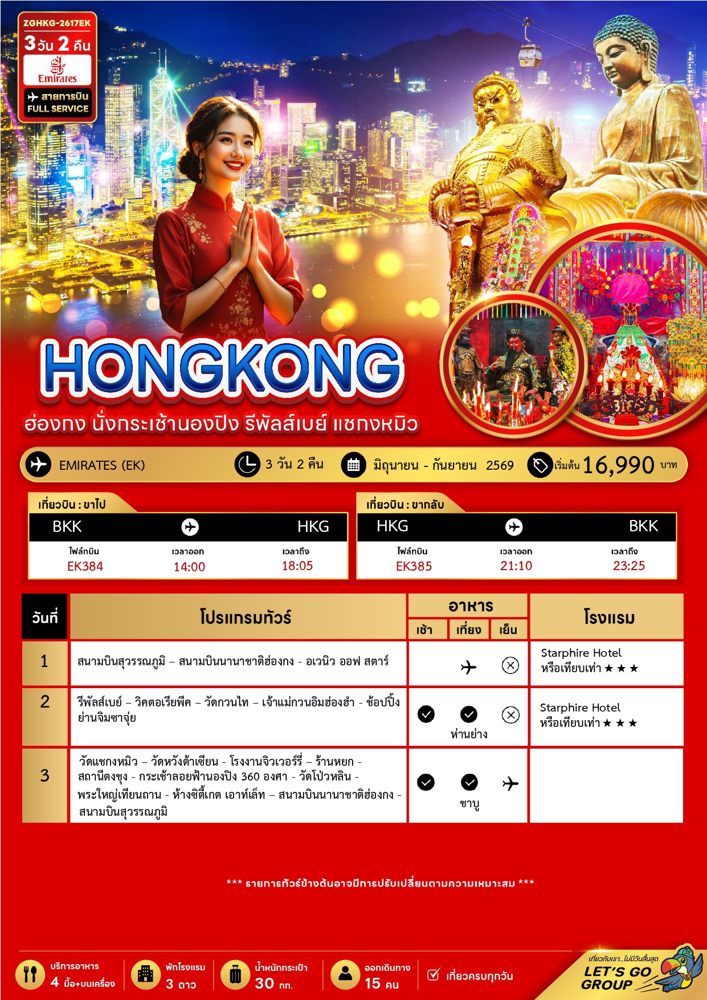 ZGHKG-2617EK
3 วัน 2 คืน
Emirates
สายการบิน
FULL SERVICE
HONGKONG
ฮ่องกง นั่งกระเช้านองปิง รีพัลส์เบย์ แชกงหมิว
EMIRATES (EK)
3 วัน 2 คืน
มิถุนายน - กันยายน 2569
เริ่มต้น 16,990 บาท
เที่ยวบิน : ขาไป
BKK HKG
ไฟล์ทบิน เวลาออก เวลาถึง
EK384 14:00 18:05
เที่ยวบิน : ขากลับ
HKG BKK
ไฟล์ทบิน เวลาออก เวลาถึง
EK385 21:10 23:25
วันที่ โปรแกรมทัวร์ อาหาร โรงแรม
เช้า เที่ยง เย็น
1
สนามบินสุวรรณภูมิ – สนามบินนานาชาติฮ่องกง - อเวนิว ออฟ สตาร์
Starphire Hotel
หรือเทียบเท่า ★ ★ ★
2
รีพัลส์เบย์ – วิคตอเรียพีค – วัดกวนไท – เจ้าแม่กวนอิมฮ่องฮำ - ช้อปปิ้ง
ย่านจิมซาจุ่ย
ห่านย่าง
Starphire Hotel
หรือเทียบเท่า ★ ★ ★
3
วัดแชกงหมิว – วัดหวังต้าเซียน - โรงงานจิวเวอร์รี่ – ร้านหยก -
สถานีตงชุง - กระเช้าลอยฟ้านองปิง 360 องศา - วัดโป่วหลิน -
พระใหญ่เทียนถาน - ห้างซิตี้เกต เอาท์เล็ท – สนามบินนานาชาติฮ่องกง -
สนามบินสุวรรณภูมิ
ชาบู
*** รายการทัวร์ข้างต้นอาจมีการปรับเปลี่ยนตามความเหมาะสม ***
บริการอาหาร
4 มื้อ+บนเครื่อง
พักโรงแรม
3 ดาว
น้ำหนักกระเป๋า
30 กก.
ออกเดินทาง
15 คน
เที่ยวครบทุกวัน
เที่ยวกับเรา...ไม่มีวันสิ้นสุด
LET'S GO
GROUP